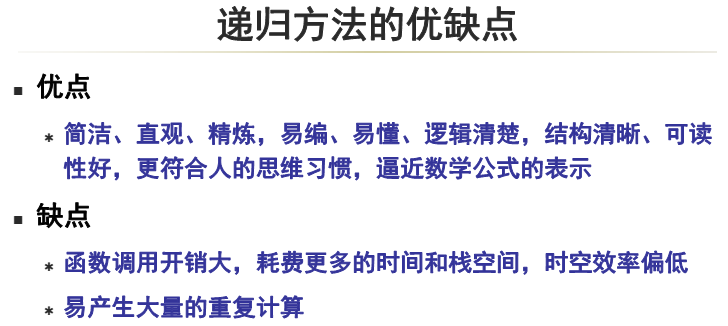 递归方法的优缺点
▪ 优点
* 简洁、直观、精炼，易编、易懂、逻辑清楚，结构清晰、可读
性好，更符合人的思维习惯，逼近数学公式的表示
▪ 缺点
* 函数调用开销大，耗费更多的时间和栈空间，时空效率偏低
* 易产生大量的重复计算